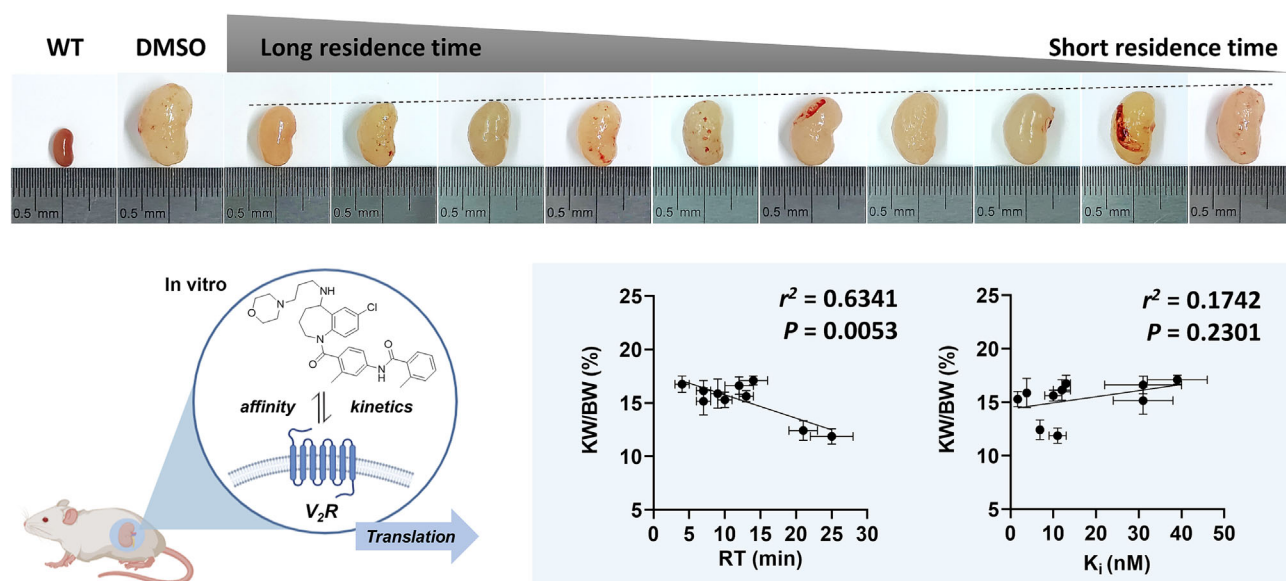 WT
DMSO
Long residence time
Short residence time
0.5 mm
0.5 mm
0.5 mm
0.5 mm
0.5 mm
0.5 mm
0.5 mm
0.5 mm
0.5 mm
0.5 mm
0.5 mm
0.5 mm
In vitro
NH
N
O
Cl
N
O
O
N
H
affinity
kinetics
V2R
Translation
r² = 0.6341
P = 0.0053
KW/BW (%)
25
20
15
10
5
0 5 10 15 20 25 30
RT (min)
r² = 0.1742
P = 0.2301
KW/BW (%)
25
20
15
10
5
0 10 20 30 40 50
Ki (nM)